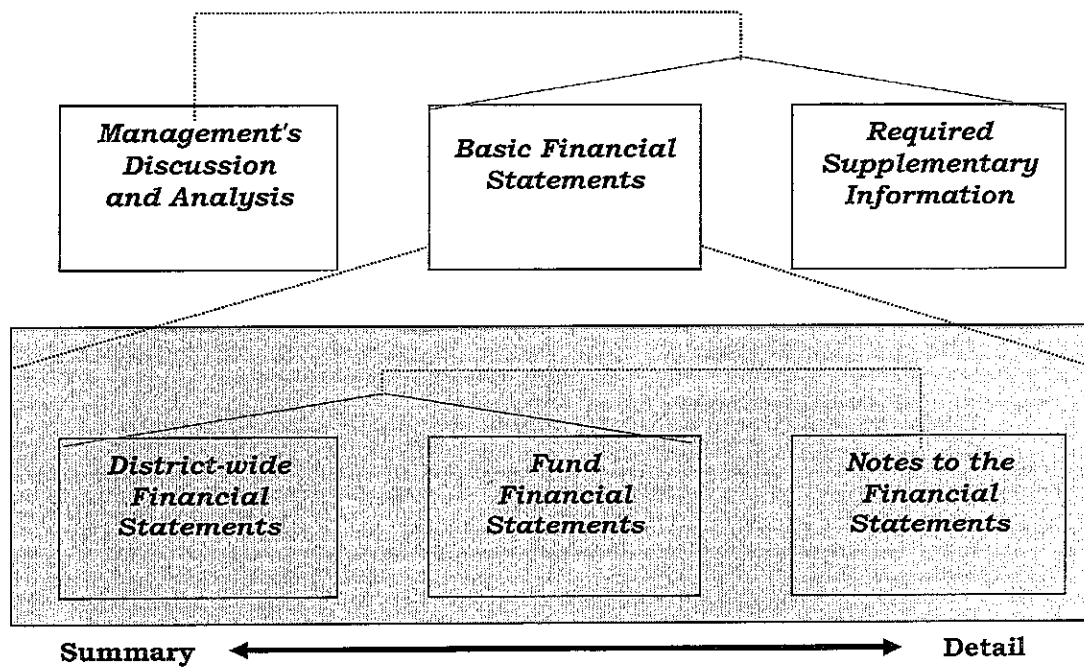 Management's
Discussion
and Analysis
Basic Financial
Statements
Required
Supplementary
Information
District-wide
Financial
Statements
Fund
Financial
Statements
Notes to the
Financial
Statements
Summary
Detail